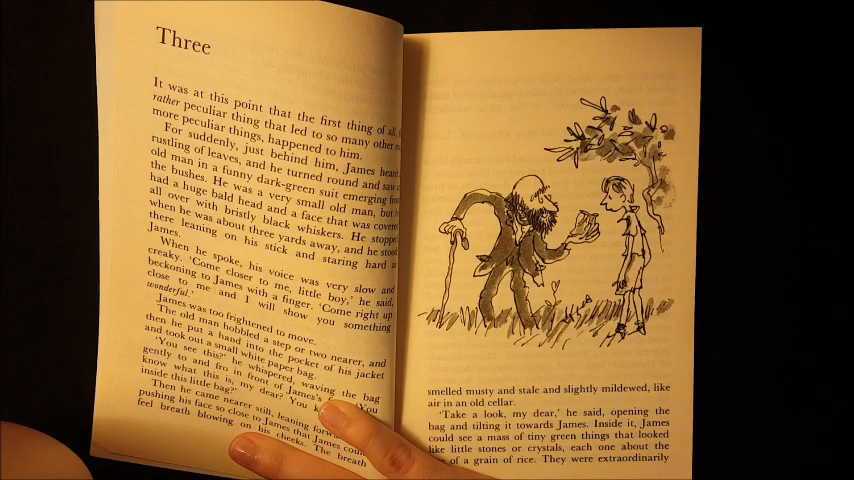 Three
It was at this point that the first thing of all,
rather peculiar thing that led to so many other
more peculiar things, happened to him.
For suddenly, just behind him, James heard
rustling of leaves, and he turned round and saw
old man in a funny dark-green suit emerging from
the bushes. He was a very small old man, but
had a huge bald head and a face that was covered
all over with bristly black whiskers. He stopped
when he was about three yards away, and he stood
there leaning on his stick and staring hard
James.
When he spoke, his voice was very slow and
creaky. ‘Come closer to me, little boy,’ he said,
beckoning to James with a finger. ‘Come right up
close to me and I will show you something
wonderful.’
James was too frightened to move.
The old man hobbled a step or two nearer, and
then he put a hand into the pocket of his jacket
and took out a small white paper bag.
‘You see this?’ he whispered, waving the bag
gently to and fro in front of James's ‘You
know what this is, my dear? You
inside this little bag?’
Then he came nearer still, leaning
pushing his face so close to James that James
feel breath blowing on his cheeks. The breath
smelled musty and stale and slightly mildewed, like
air in an old cellar.
‘Take a look, my dear,’ he said, opening the
bag and tilting it towards James. Inside it, James
could see a mass of tiny green things that looked
like little stones or crystals, each one about the
of a grain of rice. They were extraordinarily